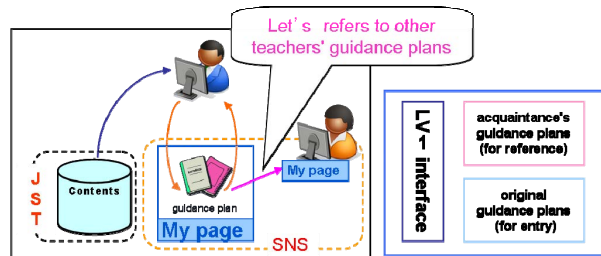 Let's refers to other
teachers' guidance plans
JST
Contents
guidance plan
My page
My page
SNS
LV← interface
acquaintance's
guidance plans
(for reference)
original
guidance plans
(for entry)